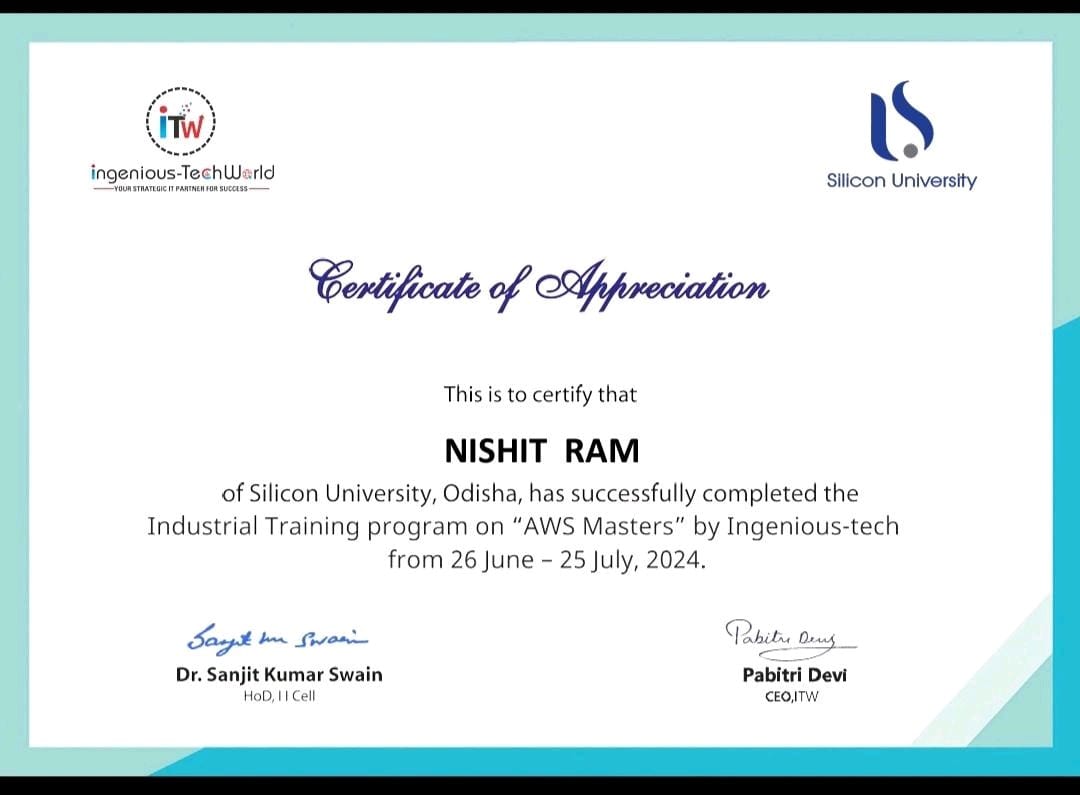 iTW
ingenious-TechWorld
YOUR STRATEGIC IT PARTNER FOR SUCCESS
Silicon University
Certificate of Appreciation
This is to certify that
NISHIT RAM
of Silicon University, Odisha, has successfully completed the
Industrial Training program on “AWS Masters” by Ingenious-tech
from 26 June – 25 July, 2024.
Sanjit Kr Swain
Dr. Sanjit Kumar Swain
HoD, I I Cell
Pabitri Devi
Pabitri Devi
CEO,ITW